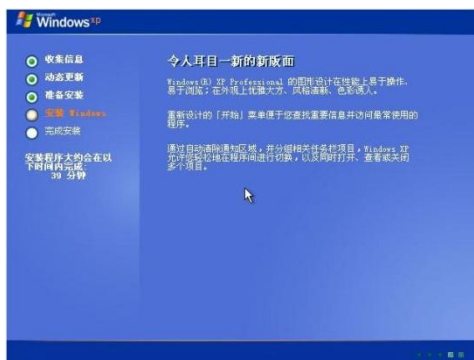 Microsoft
Windows xp
收集信息
动态更新
准备安装
安装 Windows
完成安装
安装程序大约会在以
下时间内完成:
39 分钟
令人耳目一新的新版面
Windows(R) XP Professional 的图形设计在性能上易于操作、
易于浏览；在外观上优雅大方、风格清新、色彩诱人。
重新设计的「开始」菜单便于您查找重要信息并访问最常使用的
程序。
通过自动清除通知区域，并分组相关任务栏项目，Windows XP
允许您轻松地在程序间进行切换，以及同时打开、查看或关闭
多个项目。